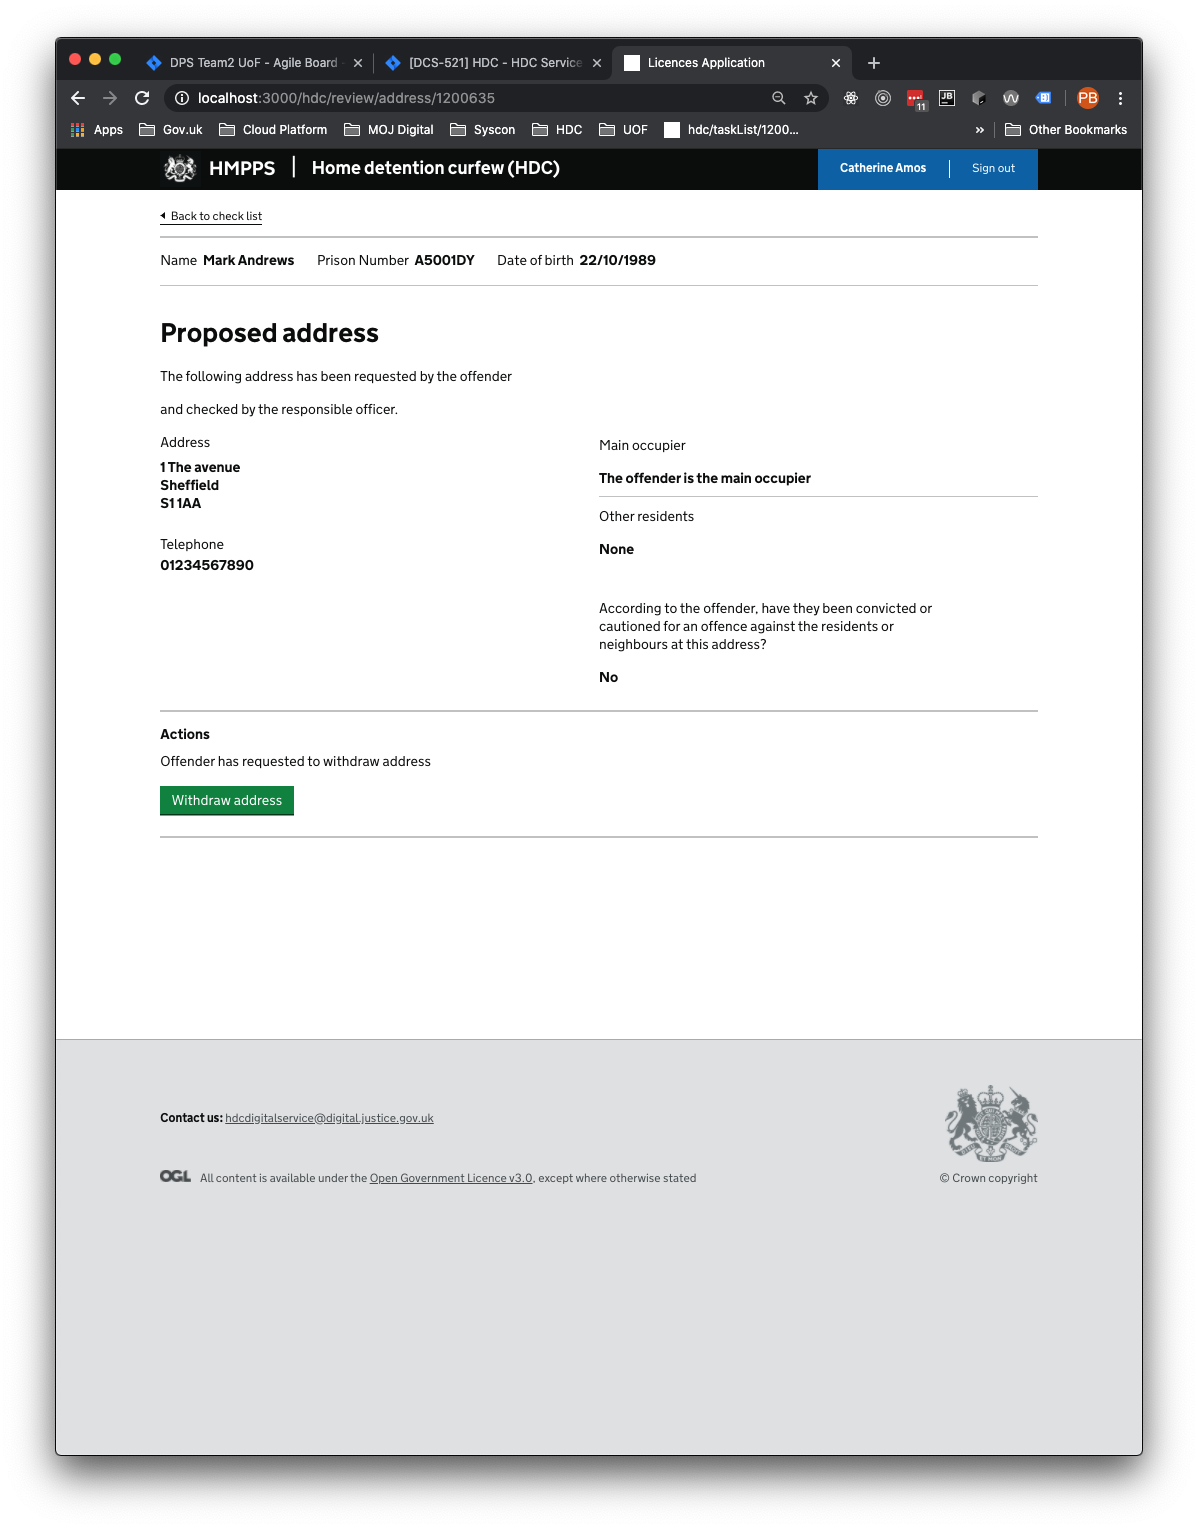 DPS Team2 UoF - Agile Board -
[DCS-521] HDC - HDC Service
Licences Application
localhost:3000/hdc/review/address/1200635
11
JB
PB
Apps
Gov.uk
Cloud Platform
MOJ Digital
Syscon
HDC
UOF
hdc/taskList/1200...
»
Other Bookmarks
HMPPS | Home detention curfew (HDC)
Catherine Amos
Sign out
Back to check list
Name Mark Andrews Prison Number A5001DY Date of birth 22/10/1989
Proposed address
The following address has been requested by the offender
and checked by the responsible officer.
Address
1 The avenue
Sheffield
S1 1AA
Telephone
01234567890
Main occupier
The offender is the main occupier
Other residents
None
According to the offender, have they been convicted or
cautioned for an offence against the residents or
neighbours at this address?
No
Actions
Offender has requested to withdraw address
Withdraw address
Contact us: hdcdigitalservice@digital.justice.gov.uk
OGL All content is available under the Open Government Licence v3.0, except where otherwise stated
© Crown copyright